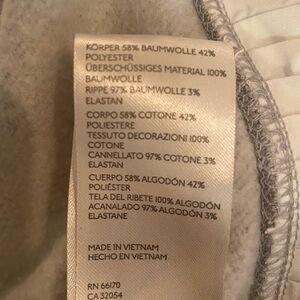 KÖRPER 58% BAUMWOLLE 42%
POLYESTER
ÜBERSCHÜSSIGES MATERIAL 100%
BAUMWOLLE
RIPPE 97% BAUMWOLLE 3%
ELASTAN
CORPO 58% COTONE 42%
POLIESTERE
TESSUTO DECORAZIONI 100%
COTONE
CANNELLATO 97% COTONE 3%
ELASTAN
CUERPO 58% ALGODÓN 42%
POLIÉSTER
TELA DEL RIBETE 100% ALGODÓN
ACANALADO 97% ALGODÓN 3%
ELASTANE
MADE IN VIETNAM
HECHO EN VIETNAM
RN 66170
CA 32054